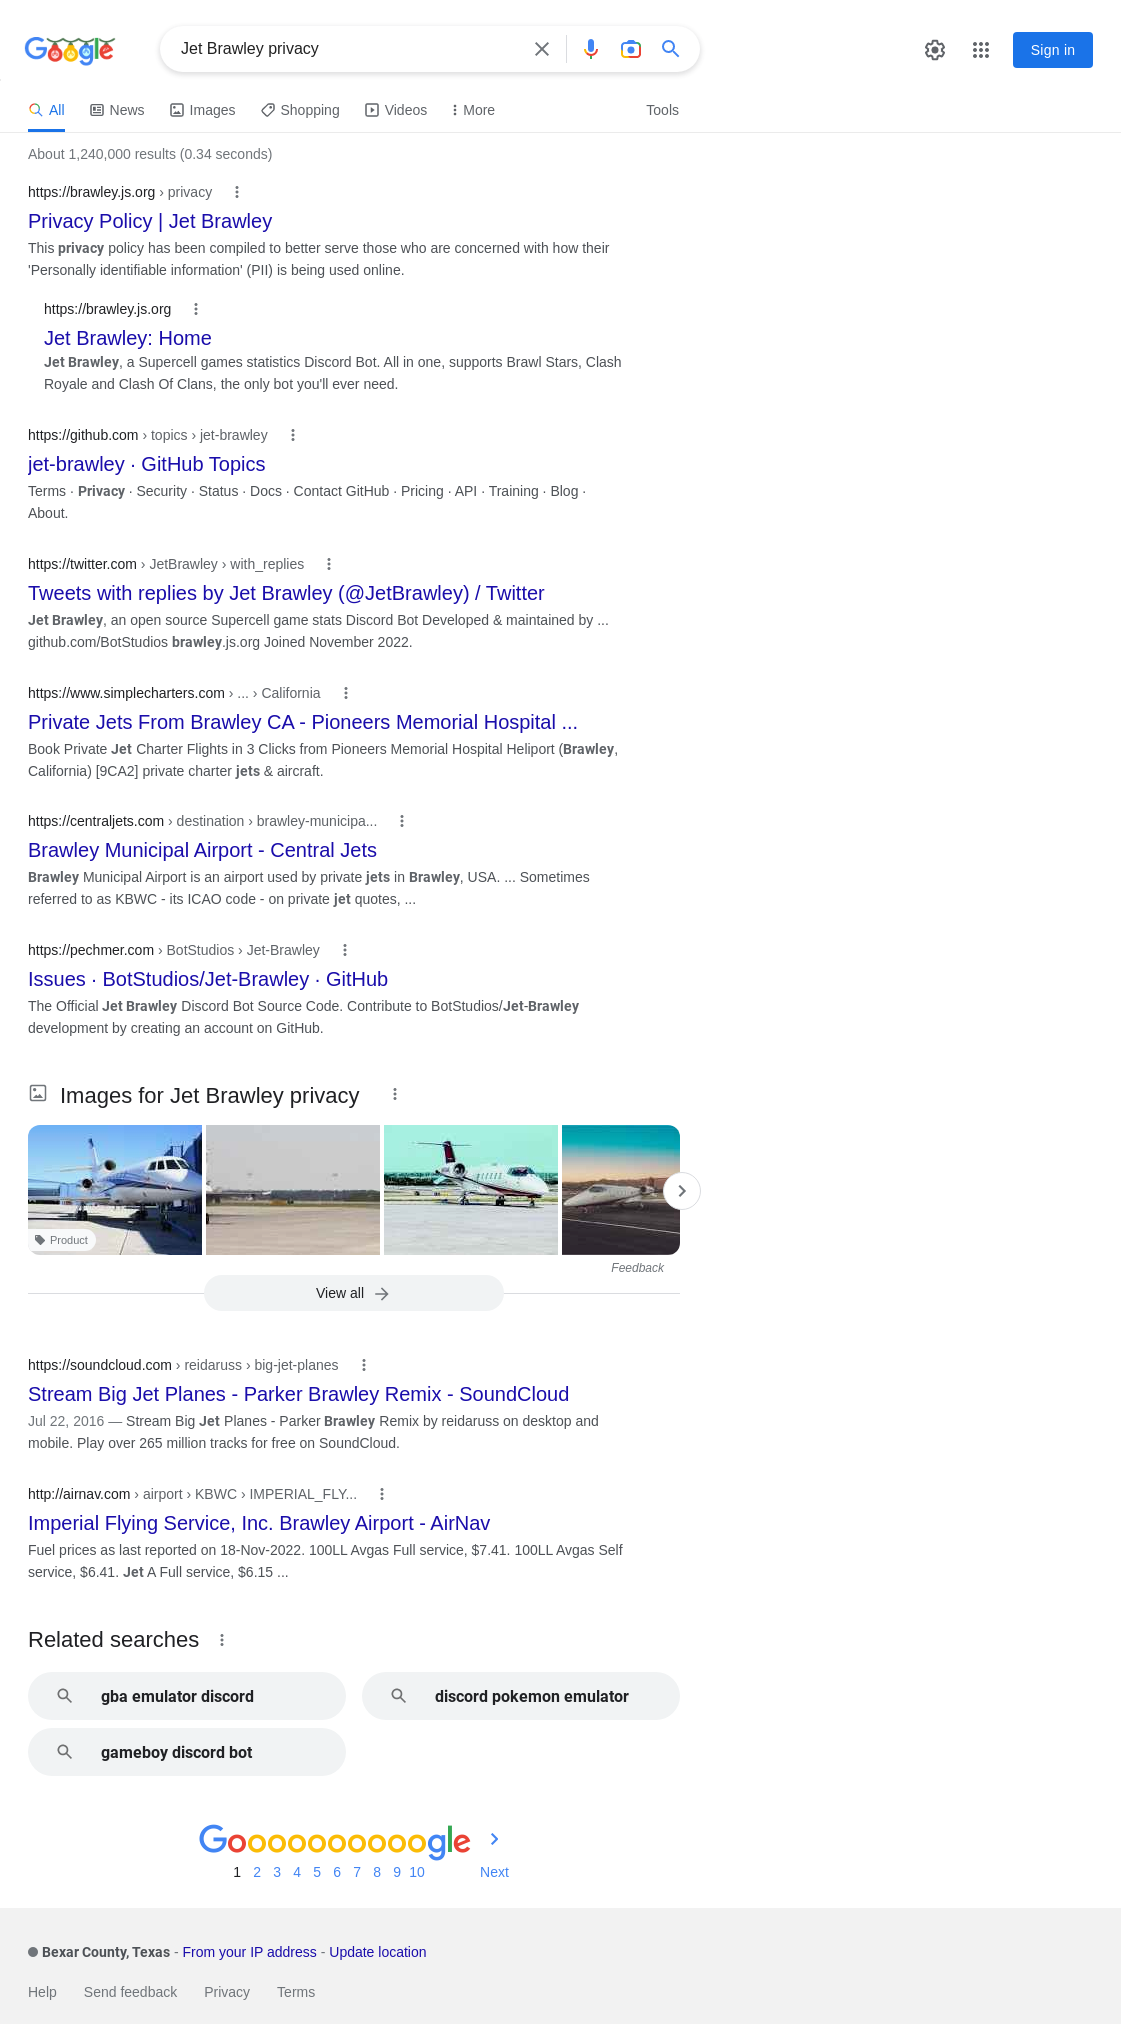 Google
Jet Brawley privacy
Sign in
All News Images Shopping Videos More Tools
About 1,240,000 results (0.34 seconds)
https://brawley.js.org › privacy
Privacy Policy | Jet Brawley
This privacy policy has been compiled to better serve those who are concerned with how their
'Personally identifiable information' (PII) is being used online.
https://brawley.js.org
Jet Brawley: Home
Jet Brawley, a Supercell games statistics Discord Bot. All in one, supports Brawl Stars, Clash
Royale and Clash Of Clans, the only bot you'll ever need.
https://github.com › topics › jet-brawley
jet-brawley · GitHub Topics
Terms · Privacy · Security · Status · Docs · Contact GitHub · Pricing · API · Training · Blog ·
About.
https://twitter.com › JetBrawley › with_replies
Tweets with replies by Jet Brawley (@JetBrawley) / Twitter
Jet Brawley, an open source Supercell game stats Discord Bot Developed & maintained by ...
github.com/BotStudios brawley.js.org Joined November 2022.
https://www.simplecharters.com › ... › California
Private Jets From Brawley CA - Pioneers Memorial Hospital ...
Book Private Jet Charter Flights in 3 Clicks from Pioneers Memorial Hospital Heliport (Brawley,
California) [9CA2] private charter jets & aircraft.
https://centraljets.com › destination › brawley-municipa...
Brawley Municipal Airport - Central Jets
Brawley Municipal Airport is an airport used by private jets in Brawley, USA. ... Sometimes
referred to as KBWC - its ICAO code - on private jet quotes, ...
https://pechmer.com › BotStudios › Jet-Brawley
Issues · BotStudios/Jet-Brawley · GitHub
The Official Jet Brawley Discord Bot Source Code. Contribute to BotStudios/Jet-Brawley
development by creating an account on GitHub.
Images for Jet Brawley privacy
Product
Feedback
View all
https://soundcloud.com › reidaruss › big-jet-planes
Stream Big Jet Planes - Parker Brawley Remix - SoundCloud
Jul 22, 2016 — Stream Big Jet Planes - Parker Brawley Remix by reidaruss on desktop and
mobile. Play over 265 million tracks for free on SoundCloud.
http://airnav.com › airport › KBWC › IMPERIAL_FLY...
Imperial Flying Service, Inc. Brawley Airport - AirNav
Fuel prices as last reported on 18-Nov-2022. 100LL Avgas Full service, $7.41. 100LL Avgas Self
service, $6.41. Jet A Full service, $6.15 ...
Related searches
gba emulator discord discord pokemon emulator
gameboy discord bot
Goooooooooogle
1 2 3 4 5 6 7 8 9 10 Next
Bexar County, Texas - From your IP address - Update location
Help Send feedback Privacy Terms